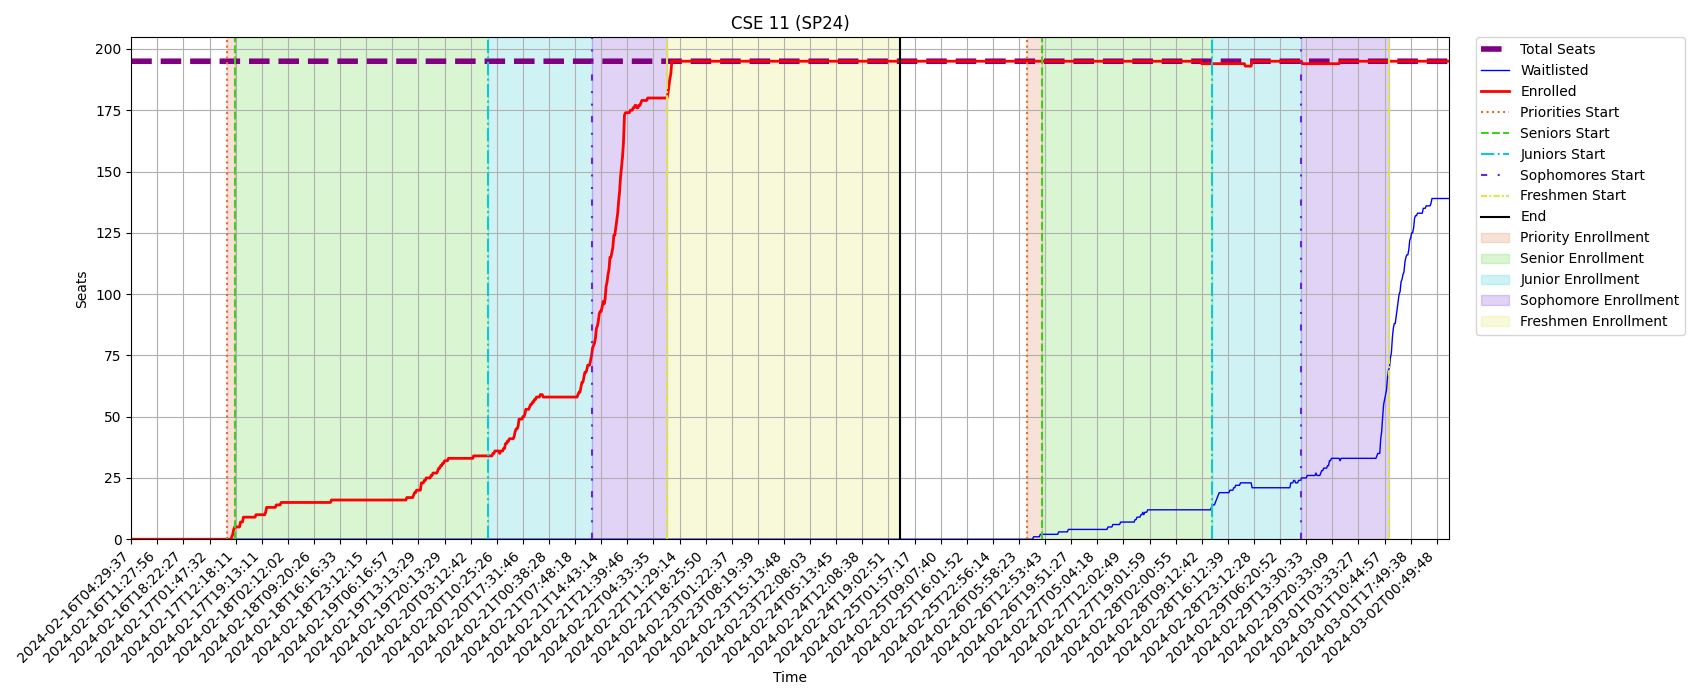 CSE 11 (SP24)
Seats
200
175
150
125
100
75
50
25
0
2024-02-16T04:29:37
2024-02-16T11:27:56
2024-02-16T18:22:27
2024-02-17T01:47:32
2024-02-17T12:18:11
2024-02-17T19:13:11
2024-02-18T02:12:02
2024-02-18T09:20:26
2024-02-18T16:16:33
2024-02-18T23:12:15
2024-02-19T06:16:57
2024-02-19T13:13:29
2024-02-19T20:13:29
2024-02-20T03:12:42
2024-02-20T10:25:26
2024-02-20T17:31:46
2024-02-21T00:38:28
2024-02-21T07:48:18
2024-02-21T14:43:14
2024-02-21T21:39:46
2024-02-22T04:33:35
2024-02-22T11:29:14
2024-02-22T18:25:50
2024-02-23T01:22:37
2024-02-23T08:19:39
2024-02-23T15:13:48
2024-02-23T22:08:03
2024-02-24T05:13:45
2024-02-24T12:08:38
2024-02-24T19:02:51
2024-02-25T01:57:17
2024-02-25T09:07:40
2024-02-25T16:01:52
2024-02-25T22:56:14
2024-02-26T05:58:23
2024-02-26T12:53:43
2024-02-26T19:51:27
2024-02-27T05:04:18
2024-02-27T12:02:49
2024-02-27T19:01:59
2024-02-28T02:00:55
2024-02-28T09:12:42
2024-02-28T16:12:39
2024-02-28T23:12:28
2024-02-29T06:20:52
2024-02-29T13:30:33
2024-02-29T20:33:09
2024-03-01T03:33:27
2024-03-01T10:44:57
2024-03-01T17:49:38
2024-03-02T00:49:48
Time
Total Seats
Waitlisted
Enrolled
Priorities Start
Seniors Start
Juniors Start
Sophomores Start
Freshmen Start
End
Priority Enrollment
Senior Enrollment
Junior Enrollment
Sophomore Enrollment
Freshmen Enrollment